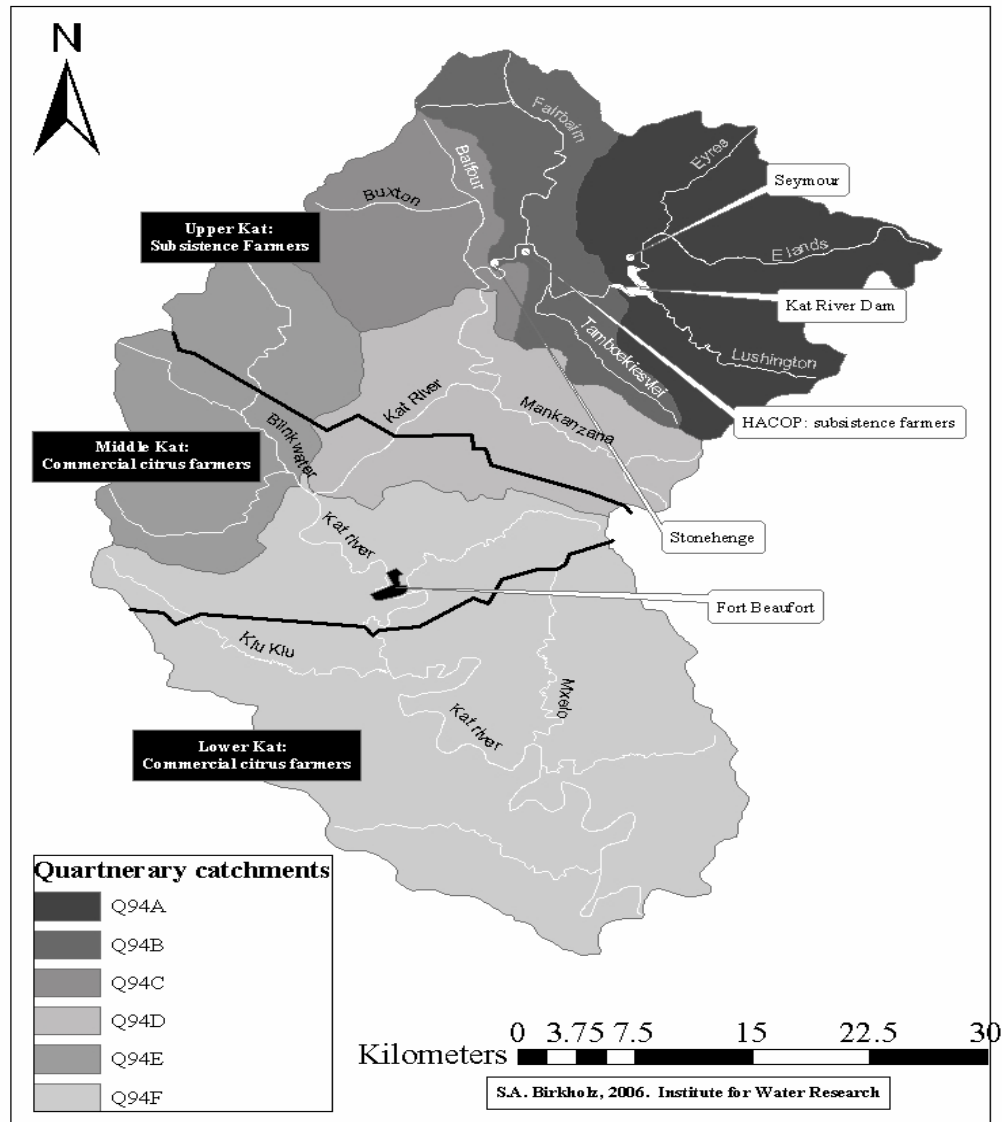 N
Fairbairn
Balfour
Eyres
Seymour
Buxton
Upper Kat:
Subsistence Farmers
Elands
Kat River Dam
Tamboekiesvlei
Lushington
Kat River
Mankanzana
HACOP: subsistence farmers
Blinkwater
Middle Kat:
Commercial citrus farmers
Kat river
Stonehenge
Fort Beaufort
Klu Klu
Mxelo
Kat river
Lower Kat:
Commercial citrus farmers
Quartnerary catchments
Q94A
Q94B
Q94C
Q94D
Q94E
Q94F
0 3.75 7.5 15 22.5 30
Kilometers
S.A. Birkholz, 2006. Institute for Water Research